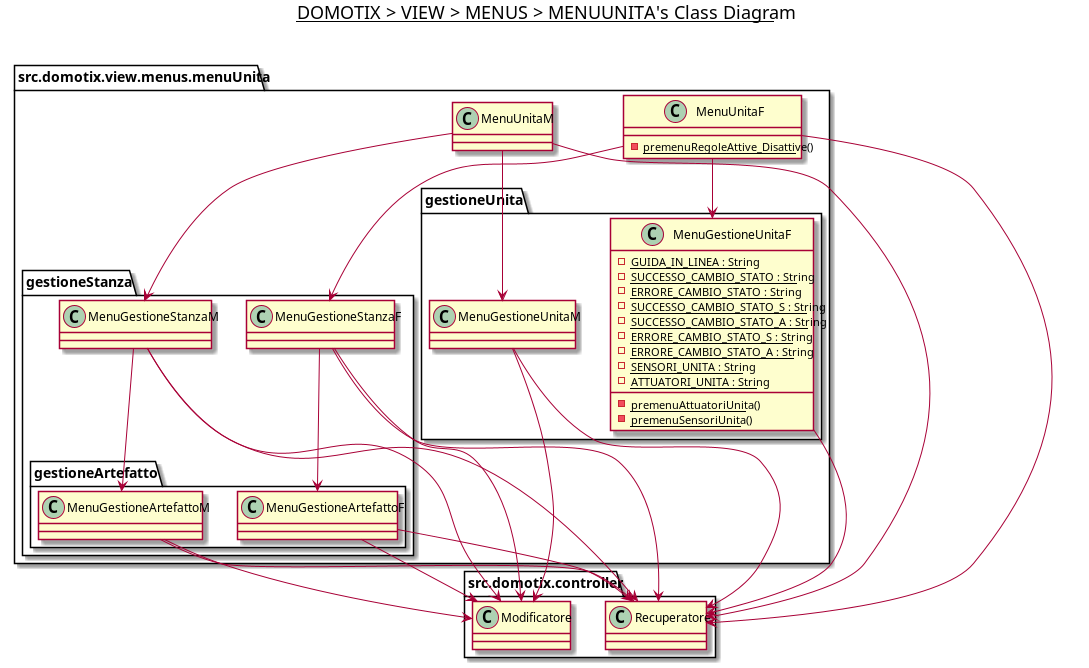 DOMOTIX > VIEW > MENUS > MENUUNITA's Class Diagram
src.domotix.view.menus.menuUnita
C MenuUnitaM
C MenuUnitaF
premenuRegoleAttive_Disattive()
gestioneUnita
C MenuGestioneUnitaF
GUIDA_IN_LINEA : String
SUCCESSO_CAMBIO_STATO : String
ERRORE_CAMBIO_STATO : String
SUCCESSO_CAMBIO_STATO_S : String
SUCCESSO_CAMBIO_STATO_A : String
ERRORE_CAMBIO_STATO_S : String
ERRORE_CAMBIO_STATO_A : String
SENSORI_UNITA : String
ATTUATORI_UNITA : String
premenuAttuatoriUnita()
premenuSensoriUnita()
C MenuGestioneUnitaM
gestioneStanza
C MenuGestioneStanzaM
C MenuGestioneStanzaF
gestioneArtefatto
C MenuGestioneArtefattoM
C MenuGestioneArtefattoF
src.domotix.controller
C Modificatore
C Recuperatore